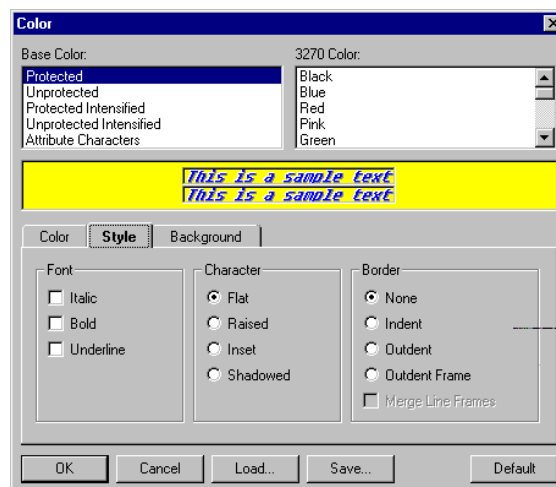 Color
Base Color:
Protected
Unprotected
Protected Intensified
Unprotected Intensified
Attribute Characters
3270 Color:
Black
Blue
Red
Pink
Green
This is a sample text
This is a sample text
Color Style Background
Font
Italic
Bold
Underline
Character
Flat
Raised
Inset
Shadowed
Border
None
Indent
Outdent
Outdent Frame
Merge Line Frames
OK Cancel Load... Save... Default